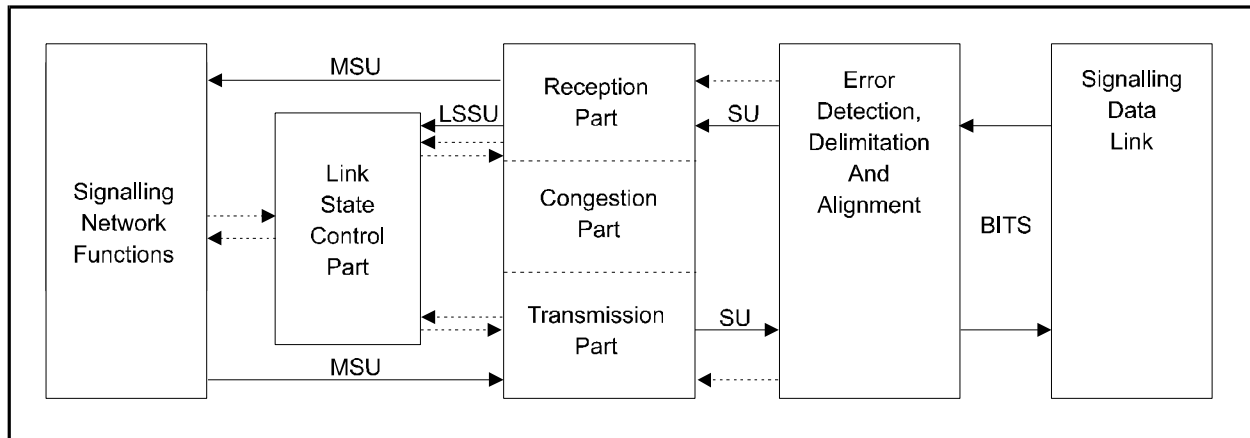 Signalling
Network
Functions
MSU
LSSU
Link
State
Control
Part
MSU
Reception
Part
Congestion
Part
Transmission
Part
SU
SU
Error
Detection,
Delimitation
And
Alignment
BITS
Signalling
Data
Link